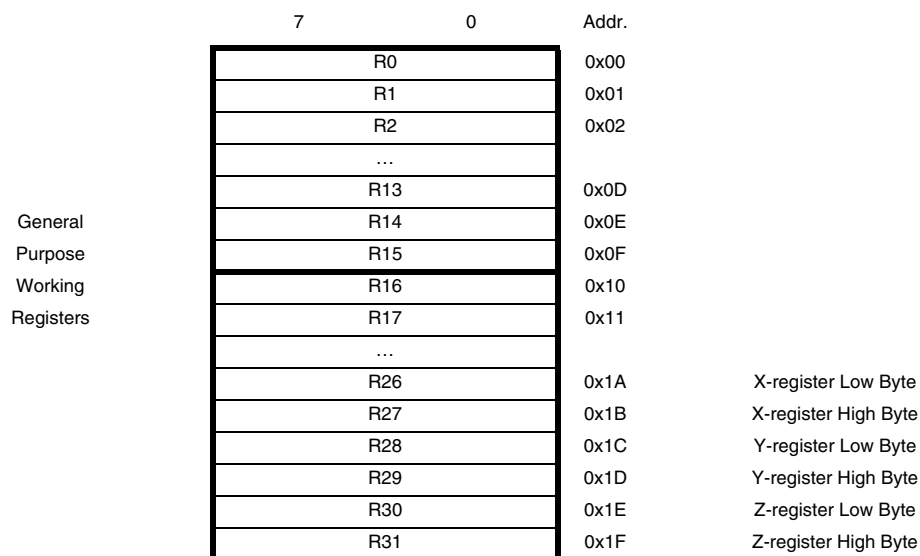 7 0 Addr.
R0 0x00
R1 0x01
R2 0x02
...
R13 0x0D
General R14 0x0E
Purpose R15 0x0F
Working R16 0x10
Registers R17 0x11
...
R26 0x1A X-register Low Byte
R27 0x1B X-register High Byte
R28 0x1C Y-register Low Byte
R29 0x1D Y-register High Byte
R30 0x1E Z-register Low Byte
R31 0x1F Z-register High Byte